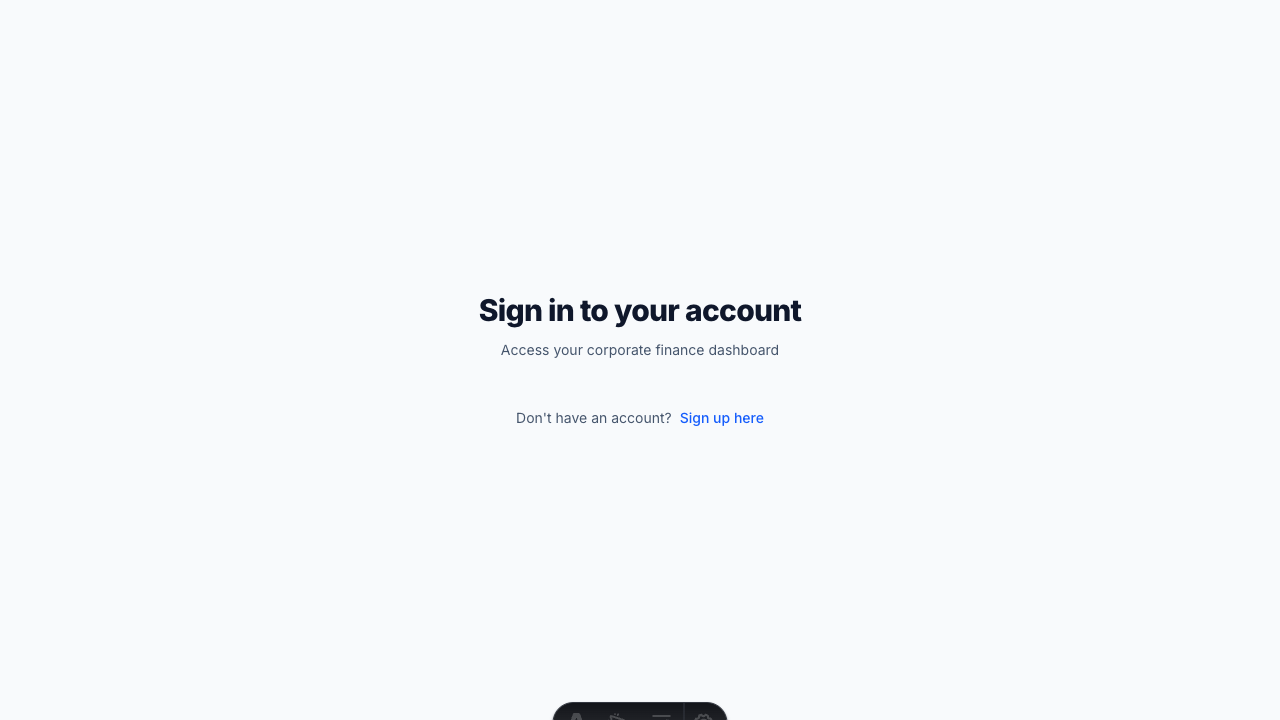 Sign in to your account
Access your corporate finance dashboard
Don't have an account? Sign up here